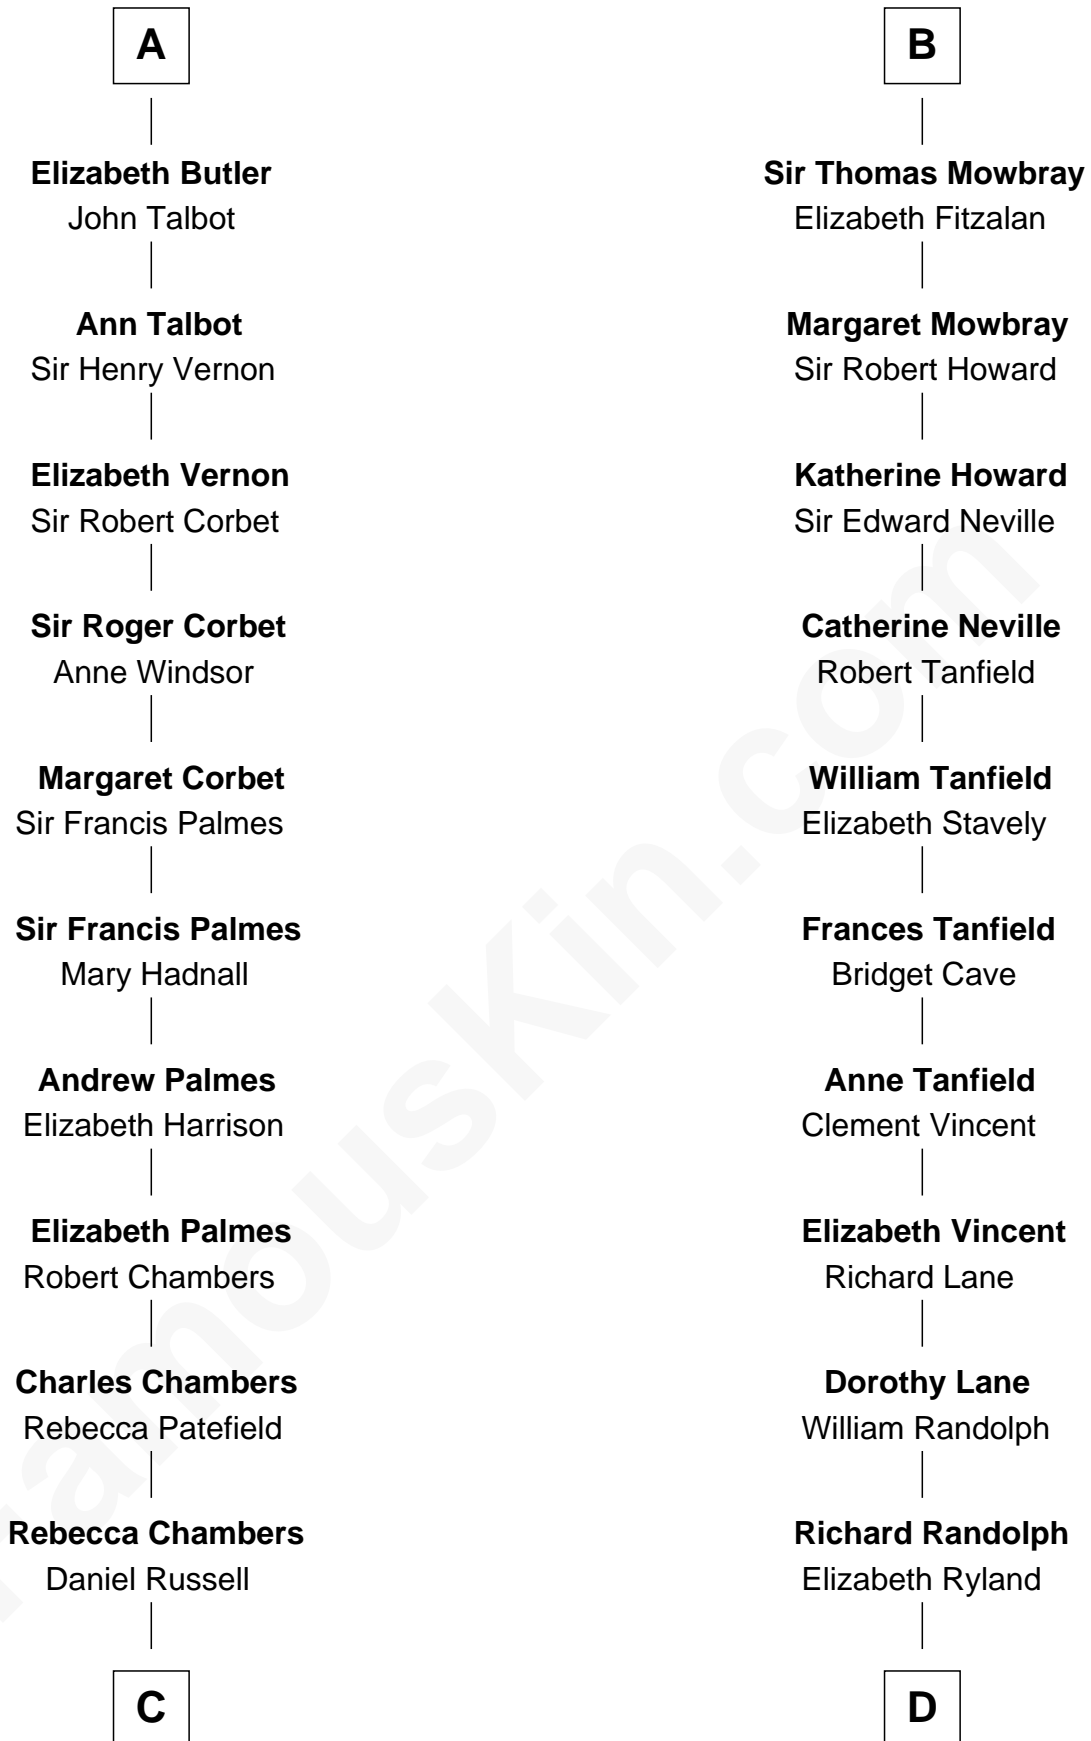 A
Elizabeth Butler
John Talbot
Ann Talbot
Sir Henry Vernon
Elizabeth Vernon
Sir Robert Corbet
Sir Roger Corbet
Anne Windsor
Margaret Corbet
Sir Francis Palmes
Sir Francis Palmes
Mary Hadnall
Andrew Palmes
Elizabeth Harrison
Elizabeth Palmes
Robert Chambers
Charles Chambers
Rebecca Patefield
Rebecca Chambers
Daniel Russell
C
B
Sir Thomas Mowbray
Elizabeth Fitzalan
Margaret Mowbray
Sir Robert Howard
Katherine Howard
Sir Edward Neville
Catherine Neville
Robert Tanfield
William Tanfield
Elizabeth Stavely
Frances Tanfield
Bridget Cave
Anne Tanfield
Clement Vincent
Elizabeth Vincent
Richard Lane
Dorothy Lane
William Randolph
Richard Randolph
Elizabeth Ryland
D
FamousKin.com